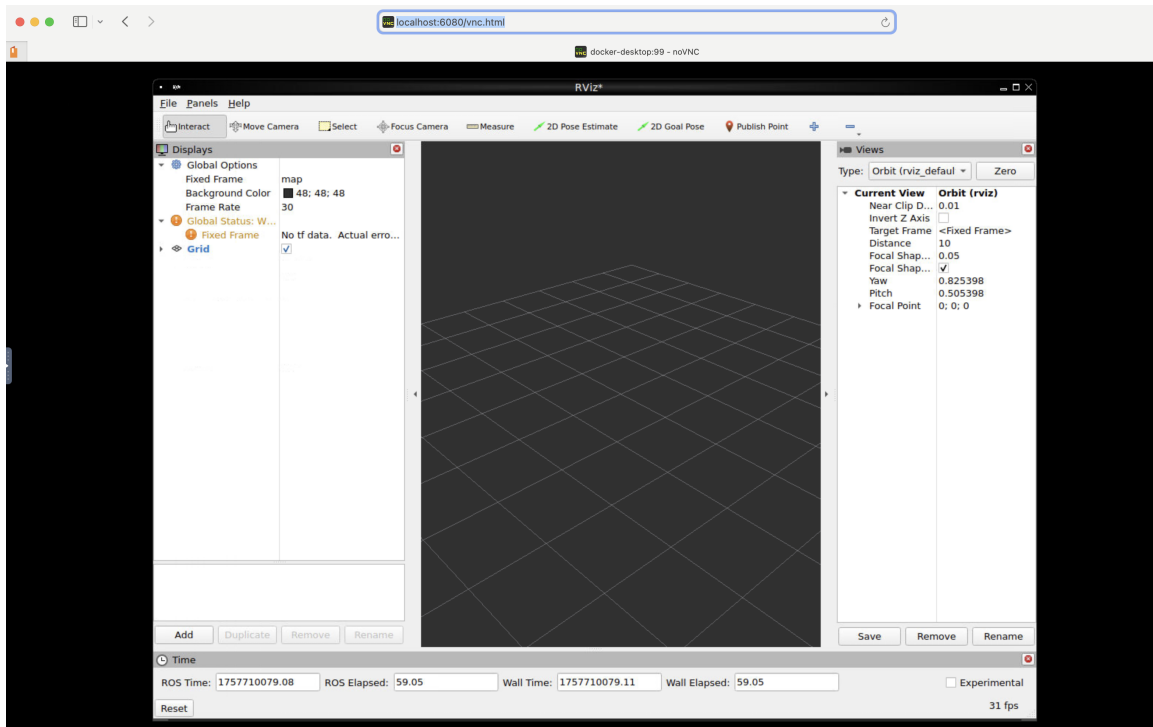 localhost:6080/vnc.html
docker-desktop:99 - noVNC
RViz*
File Panels Help
Interact Move Camera Select Focus Camera Measure 2D Pose Estimate 2D Goal Pose Publish Point
Displays
Global Options
Fixed Frame map
Background Color 48; 48; 48
Frame Rate 30
Global Status: W...
Fixed Frame No tf data. Actual erro...
Grid
Add Duplicate Remove Rename
Views
Type: Orbit (rviz_defaul Zero
Current View Orbit (rviz)
Near Clip D... 0.01
Invert Z Axis
Target Frame <Fixed Frame>
Distance 10
Focal Shap... 0.05
Focal Shap...
Yaw 0.825398
Pitch 0.505398
Focal Point 0; 0; 0
Save Remove Rename
Time
ROS Time: 1757710079.08 ROS Elapsed: 59.05 Wall Time: 1757710079.11 Wall Elapsed: 59.05 Experimental
Reset 31 fps